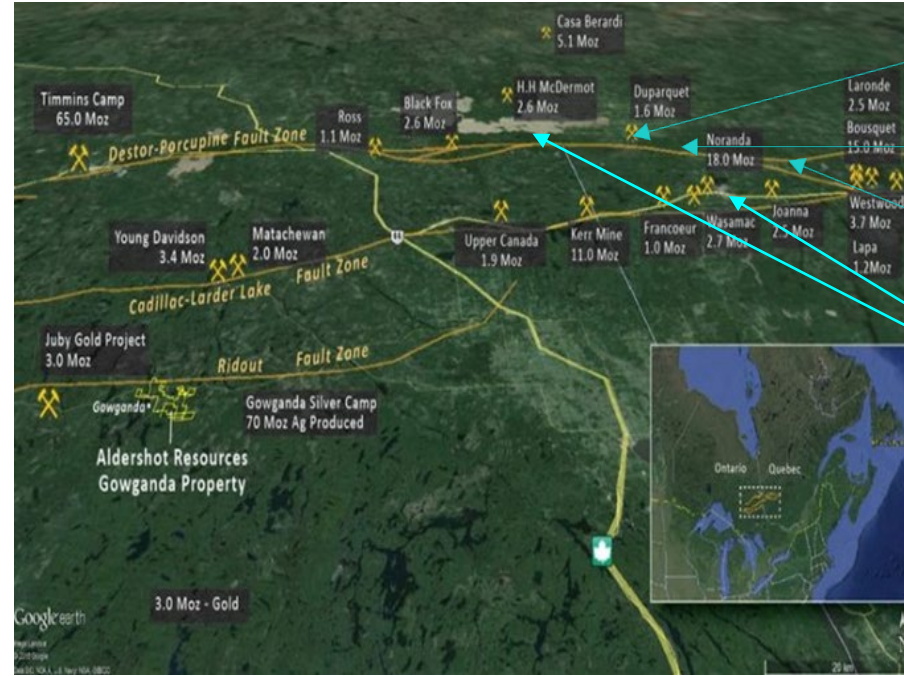 Casa Berardi
5.1 Moz
H.H McDermot
2.6 Moz
Duparquet
1.6 Moz
Laronde
2.5 Moz
Timmins Camp
65.0 Moz
Ross
1.1 Moz
Black Fox
2.6 Moz
Bousquet
15.0 Moz
Noranda
18.0 Moz
Destor-Porcupine Fault Zone
Young Davidson
3.4 Moz
Matachewan
2.0 Moz
Upper Canada
1.9 Moz
Kerr Mine
11.0 Moz
Francoeur
1.0 Moz
Wasamac
2.7 Moz
Joanna
2.5 Moz
Westwood
3.7 Moz
Lapa
1.2Moz
11
Cadillac-Larder Lake Fault Zone
Juby Gold Project
3.0 Moz
Ridout Fault Zone
Gowganda
Gowganda Silver Camp
70 Moz Ag Produced
Aldershot Resources
Gowganda Property
Ontario
Quebec
3.0 Moz - Gold
Google earth
20 km